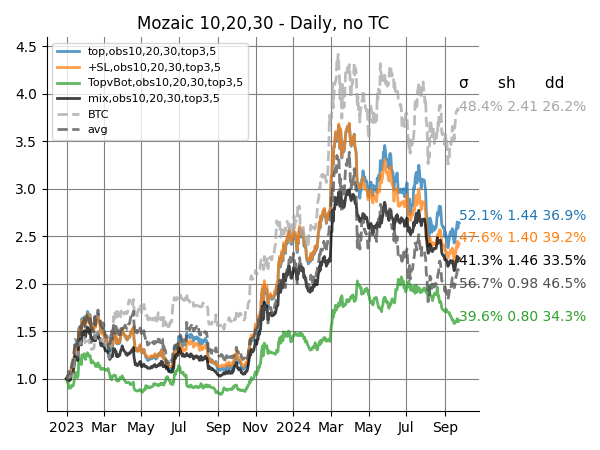 Mozaic 10,20,30 - Daily, no TC
top,obs10,20,30,top3,5
+SL,obs10,20,30,top3,5
TopvBot,obs10,20,30,top3,5
mix,obs10,20,30,top3,5
BTC
avg
σ sh dd
48.4% 2.41 26.2%
52.1% 1.44 36.9%
47.6% 1.40 39.2%
41.3% 1.46 33.5%
56.7% 0.98 46.5%
39.6% 0.80 34.3%
4.5
4.0
3.5
3.0
2.5
2.0
1.5
1.0
2023 Mar May Jul Sep Nov 2024 Mar May Jul Sep